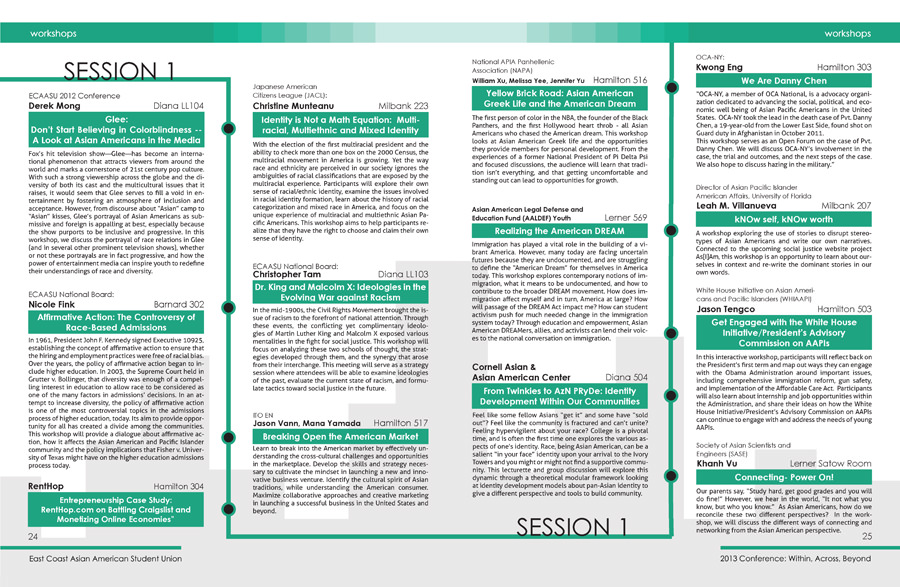 workshops
workshops
SESSION 1
ECAASU 2012 Conference
Derek Mong Diana LL104
Glee:
Don't Start Believing in Colorblindness --
A Look at Asian Americans in the Media
Fox's hit television show—Glee—has become an interna-
tional phenomenon that attracts viewers from around the
world and marks a cornerstone of 21st century pop culture.
With such a strong viewership across the globe and the di-
versity of both its cast and the multicultural issues that it
raises, it would seem that Glee serves to fill a void in en-
tertainment by fostering an atmosphere of inclusion and
acceptance. However, from discourse about "Asian" camp to
"Asian" kisses, Glee's portrayal of Asian Americans as sub-
missive and foreign is appalling at best, especially because
the show purports to be inclusive and progressive. In this
workshop, we discuss the portrayal of race relations in Glee
(and in several other prominent television shows), whether
or not these portrayals are in fact progressive, and how the
power of entertainment media can inspire youth to redefine
their understandings of race and diversity.
ECAASU National Board:
Nicole Fink Barnard 302
Affirmative Action: The Controversy of
Race-Based Admissions
In 1961, President John F. Kennedy signed Executive 10925,
establishing the concept of affirmative action to ensure that
the hiring and employment practices were free of racial bias.
Over the years, the policy of affirmative action began to in-
clude higher education. In 2003, the Supreme Court held in
Grutter v. Bollinger, that diversity was enough of a compel-
ling interest in education to allow race to be considered as
one of the many factors in admissions' decisions. In an at-
tempt to increase diversity, the policy of affirmative action
is one of the most controversial topics in the admissions
process of higher education, today. Its aim to provide oppor-
tunity for all has created a divide among the communities.
This workshop will provide a dialogue about affirmative ac-
tion, how it affects the Asian American and Pacific Islander
community and the policy implications that Fisher v. Univer-
sity of Texas might have on the higher education admissions
process today.
RentHop Hamilton 304
Entrepreneurship Case Study:
RentHop.com on Battling Craigslist and
Monetizing Online Economies"
24
East Coast Asian American Student Union
Japanese American
Citizens League (JACL):
Christine Munteanu Milbank 223
Identity is Not a Math Equation: Multi-
racial, Multiethnic and Mixed Identity
With the election of the first multiracial president and the
ability to check more than one box on the 2000 Census, the
multiracial movement in America is growing. Yet the way
race and ethnicity are perceived in our society ignores the
ambiguities of racial classifications that are exposed by the
multiracial experience. Participants will explore their own
sense of racial/ethnic identity, examine the issues involved
in racial identity formation, learn about the history of racial
categorization and mixed race in America, and focus on the
unique experience of multiracial and multiethnic Asian Pa-
cific Americans. This workshop aims to help participants re-
alize that they have the right to choose and claim their own
sense of identity.
ECAASU National Board:
Christopher Tam Diana LL103
Dr. King and Malcolm X: Ideologies in the
Evolving War against Racism
In the mid-1900s, the Civil Rights Movement brought the is-
sue of racism to the forefront of national attention. Through
these events, the conflicting yet complimentary ideolo-
gies of Martin Luther King and Malcolm X exposed various
mentalities in the fight for social justice. This workshop will
focus on analyzing these two schools of thought, the strat-
egies developed through them, and the synergy that arose
from their interchange. This meeting will serve as a strategy
session where attendees will be able to examine ideologies
of the past, evaluate the current state of racism, and formu-
late tactics toward social justice in the future.
ITO EN
Jason Vann, Mana Yamada Hamilton 517
Breaking Open the American Market
Learn to break into the American market by effectively un-
derstanding the cross-cultural challenges and opportunities
in the marketplace. Develop the skills and strategy neces-
sary to cultivate the mindset in launching a new and inno-
vative business venture. Identify the cultural spirit of Asian
traditions, while understanding the American consumer.
Maximize collaborative approaches and creative marketing
in launching a successful business in the United States and
beyond.
National APIA Panhellenic
Association (NAPA)
William Xu, Melissa Yee, Jennifer Yu Hamilton 516
Yellow Brick Road: Asian American
Greek Life and the American Dream
The first person of color in the NBA, the founder of the Black
Panthers, and the first Hollywood heart throb - all Asian
Americans who chased the American dream. This workshop
looks at Asian American Greek life and the opportunities
they provide members for personal development. From the
experiences of a former National President of Pi Delta Psi
and focused discussions, the audience will learn that tradi-
tion isn't everything, and that getting uncomfortable and
standing out can lead to opportunities for growth.
Asian American Legal Defense and
Education Fund (AALDEF) Youth Lerner 569
Realizing the American DREAM
Immigration has played a vital role in the building of a vi-
brant America. However, many today are facing uncertain
futures because they are undocumented, and are struggling
to define the "American Dream" for themselves in America
today. This workshop explores contemporary notions of im-
migration, what it means to be undocumented, and how to
contribute to the broader DREAM movement. How does im-
migration affect myself and in turn, America at large? How
will passage of the DREAM Act impact me? How can student
activism push for much needed change in the immigration
system today? Through education and empowerment, Asian
American DREAMers, allies, and activists can lend their voic-
es to the national conversation on immigration.
Cornell Asian &
Asian American Center Diana 504
From Twinkies to AzN PRyDe: Identity
Development Within Our Communities
Feel like some fellow Asians "get it" and some have "sold
out"? Feel like the community is fractured and can't unite?
Feeling hypervigilent about your race? College is a pivotal
time, and is often the first time one explores the various as-
pects of one's identity. Race, being Asian American, can be a
salient "in your face" identity upon your arrival to the Ivory
Towers and you might or might not find a supportive commu-
nity. This lecturette and group discussion will explore this
dynamic through a theoretical modular framework looking
at identity development models about pan-Asian identity to
give a different perspective and tools to build community.
SESSION 1
OCA-NY:
Kwong Eng Hamilton 303
We Are Danny Chen
"OCA-NY, a member of OCA National, is a advocacy organi-
zation dedicated to advancing the social, political, and eco-
nomic well being of Asian Pacific Americans in the United
States. OCA-NY took the lead in the death case of Pvt. Danny
Chen, a 19-year-old from the Lower East Side, found shot on
Guard duty in Afghanistan in October 2011.
This workshop serves as an Open Forum on the case of Pvt.
Danny Chen. We will discuss OCA-NY's involvement in the
case, the trial and outcomes, and the next steps of the case.
We also hope to discuss hazing in the military."
Director of Asian Pacific Islander
American Affairs, University of Florida
Leah M. Villanueva Milbank 207
kNOw self, kNOw worth
A workshop exploring the use of stories to disrupt stereo-
types of Asian Americans and write our own narratives.
Connected to the upcoming social justice website project
As[I]Am, this workshop is an opportunity to learn about our-
selves in context and re-write the dominant stories in our
own words.
White House Initiative on Asian Ameri-
cans and Pacific Islanders (WHIAAPI)
Jason Tengco Hamilton 503
Get Engaged with the White House
Initiative/President's Advisory
Commission on AAPIs
In this interactive workshop, participants will reflect back on
the President's first term and map out ways they can engage
with the Obama Administration around important issues,
including comprehensive immigration reform, gun safety,
and implementation of the Affordable Care Act. Participants
will also learn about internship and job opportunities within
the Administration, and share their ideas on how the White
House Initiative/President's Advisory Commission on AAPIs
can continue to engage with and address the needs of young
AAPIs.
Society of Asian Scientists and
Engineers (SASE)
Khanh Vu Lerner Satow Room
Connecting- Power On!
Our parents say, "Study hard, get good grades and you will
do fine!" However, we hear in the world, "It not what you
know, but who you know." As Asian Americans, how do we
reconcile these two different perspectives? In the work-
shop, we will discuss the different ways of connecting and
networking from the Asian American perspective.
25
2013 Conference: Within, Across, Beyond